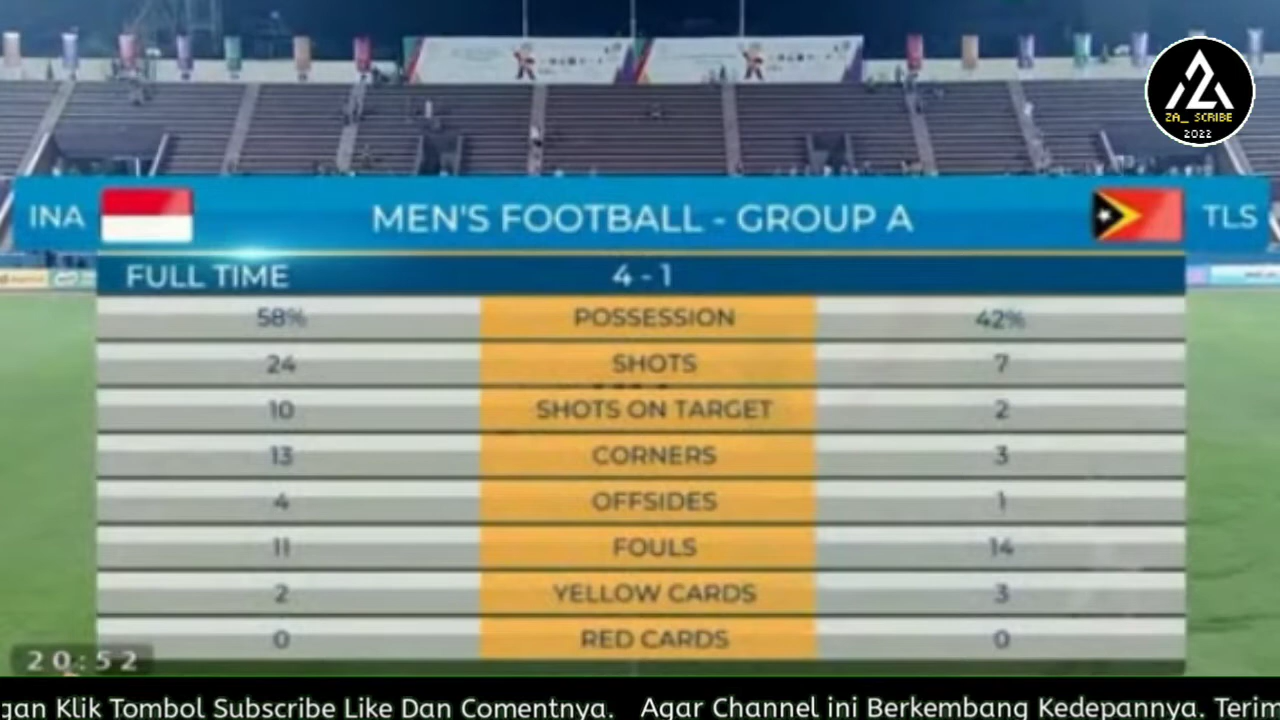 ZA_ SCRIBE
2022
INA MEN'S FOOTBALL - GROUP A TLS
FULL TIME 4 - 1
58% POSSESSION 42%
24 SHOTS 7
10 SHOTS ON TARGET 2
13 CORNERS 3
4 OFFSIDES 1
11 FOULS 14
2 YELLOW CARDS 3
0 RED CARDS 0
20:52
gan Klik Tombol Subscribe Like Dan Comentnya. Agar Channel ini Berkembang Kedepannya. Terim